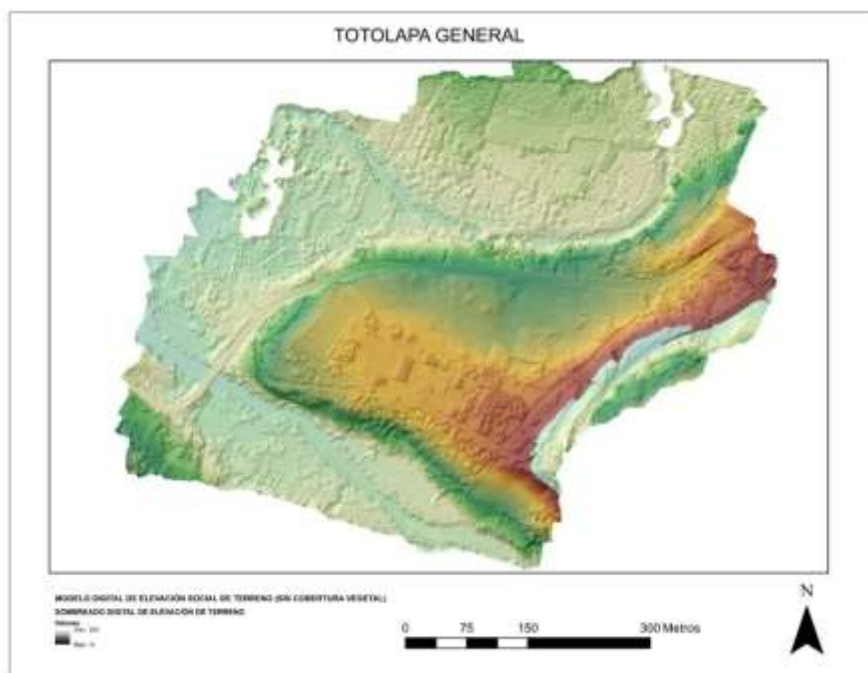 TOTOLAPA GENERAL
MODELO DIGITAL DE ELEVACIÓN SOCIAL DE TERRENO (SIN COBERTURA VEGETAL)
SOMBREADO DIGITAL DE ELEVACIÓN DE TERRENO
N
0 75 150 300 Metros